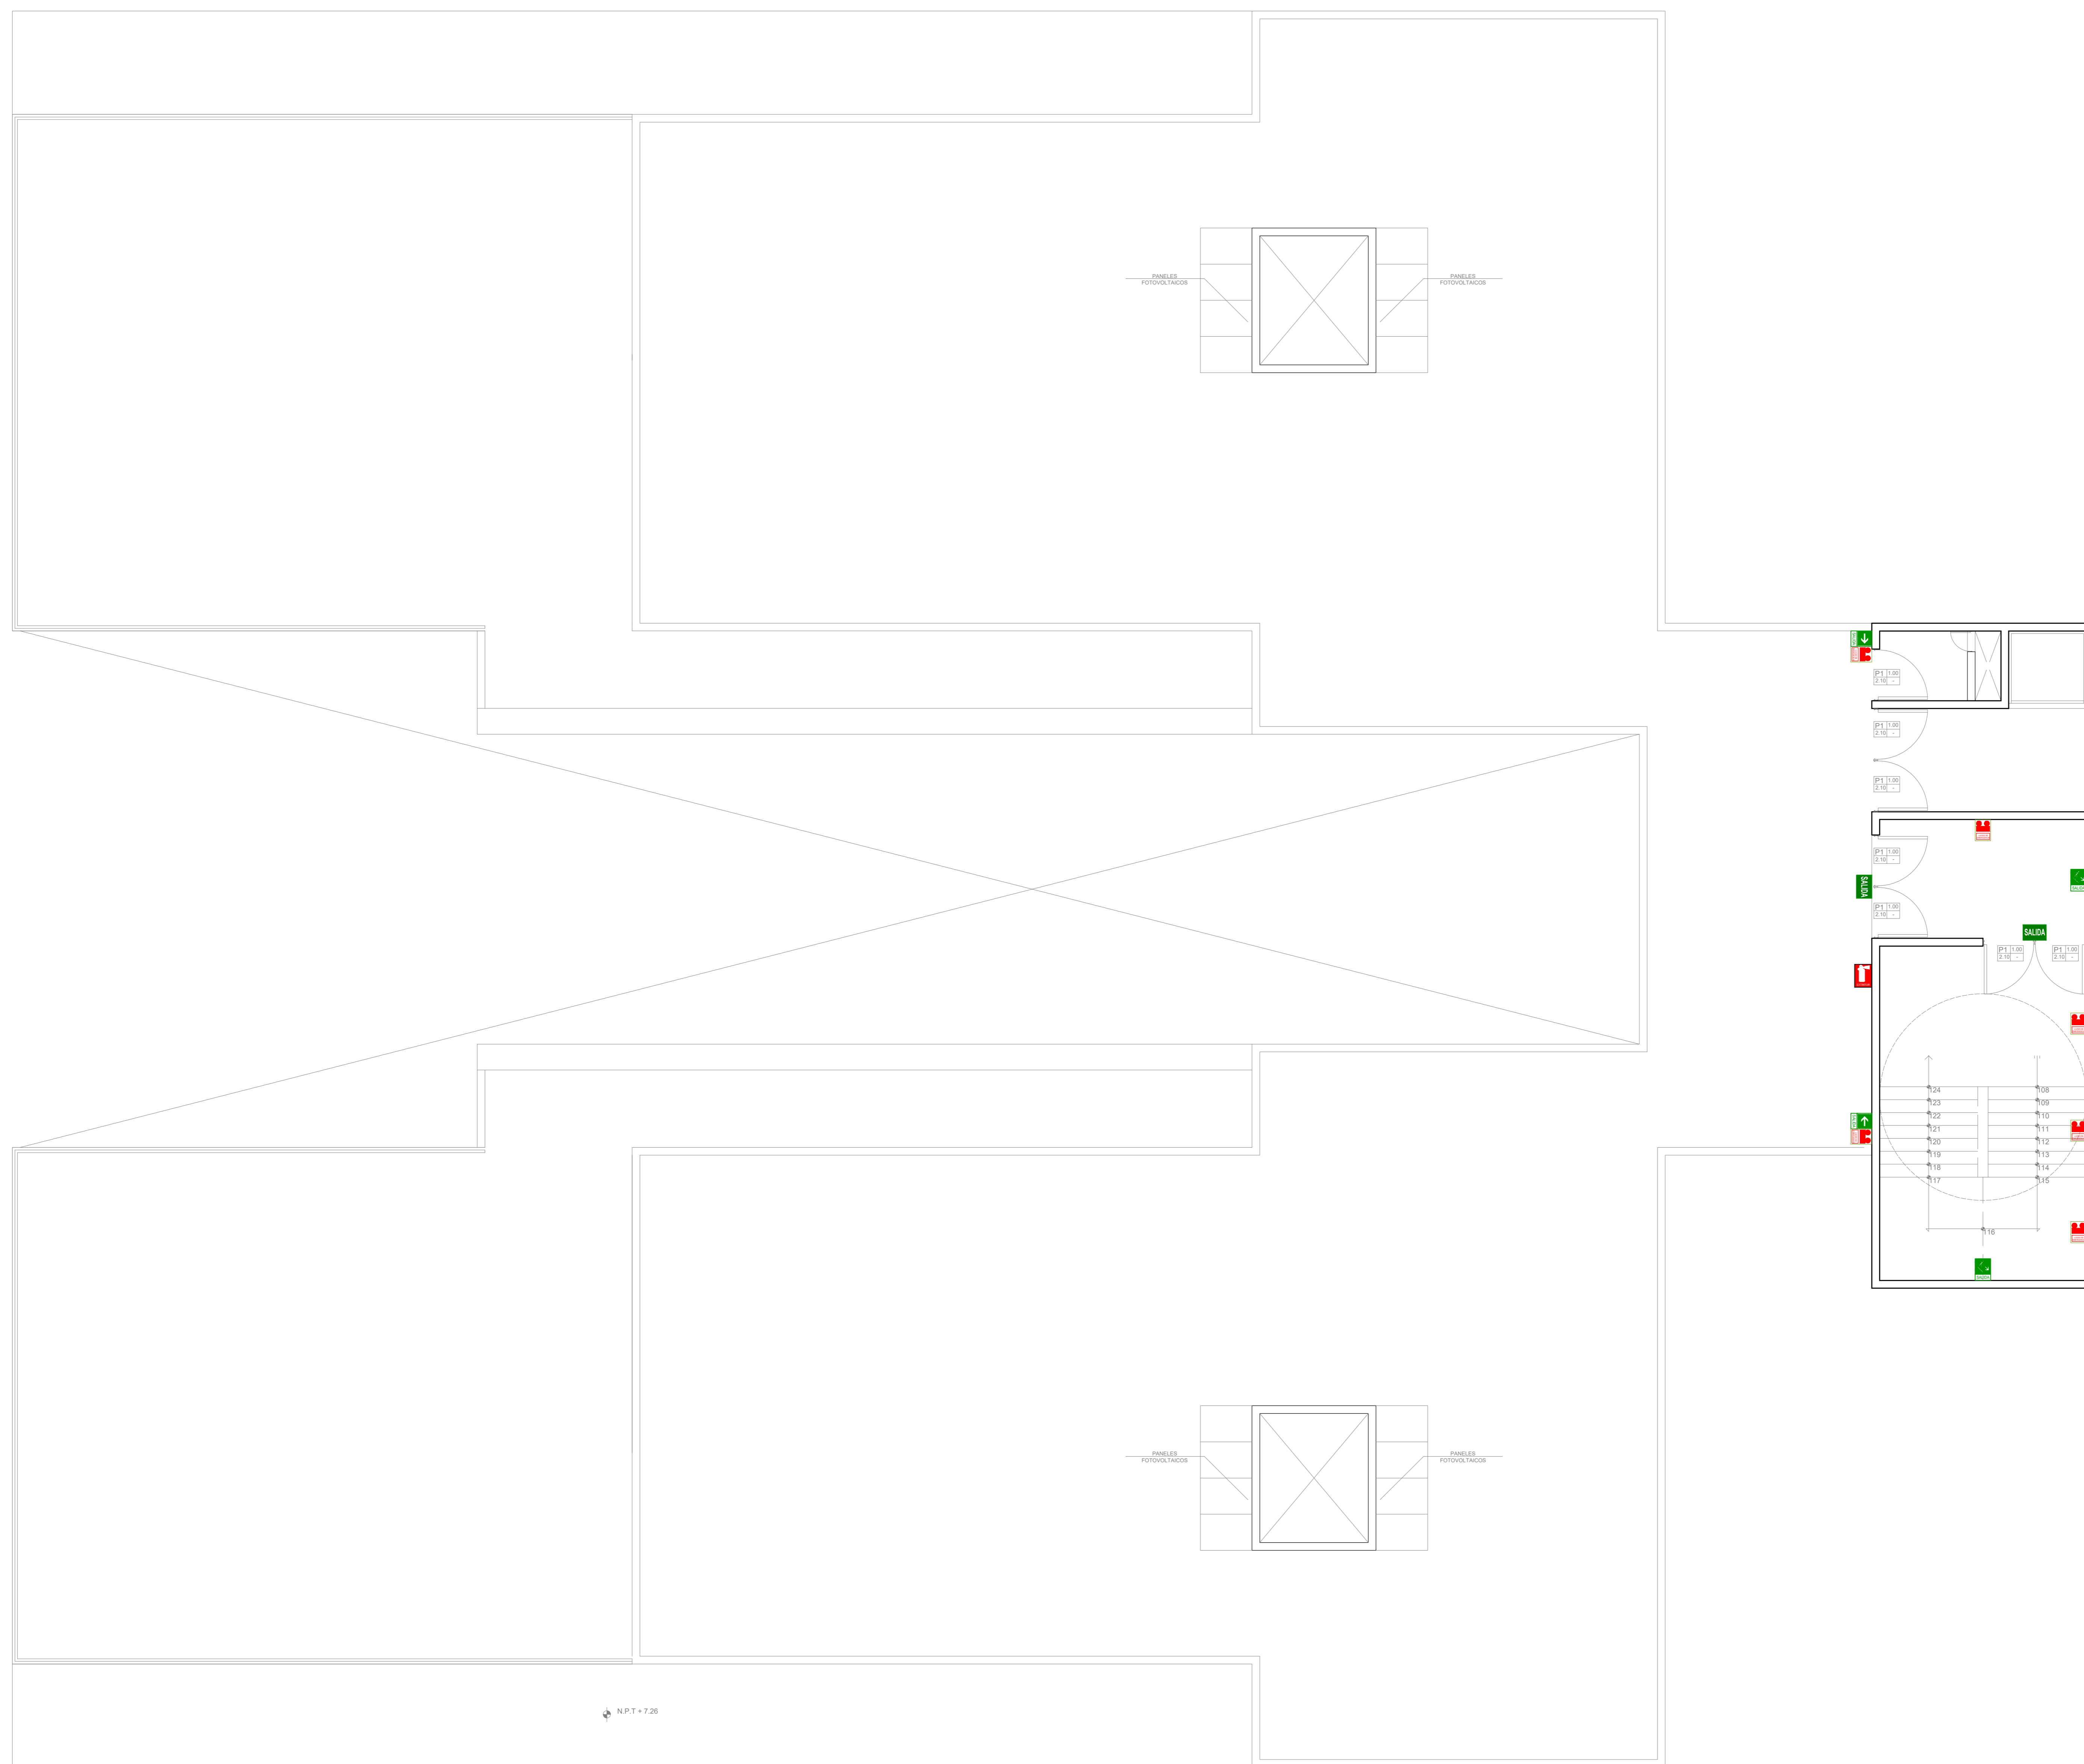 PANELES
FOTOVOLTAICOS
PANELES
FOTOVOLTAICOS
P1 1.00
2.10 -
P1 1.00
2.10 -
P1 1.00
2.10 -
P1 1.00
2.10 -
SALIDA
SALIDA
P1 1.00
2.10 -
SALIDA
P1 1.00
2.10 -
P1 1.00
2.10 -
124
108
123
109
122
110
121
111
120
112
119
113
118
114
117
115
116
SALIDA
PANELES
FOTOVOLTAICOS
PANELES
FOTOVOLTAICOS
N.P.T + 7.26